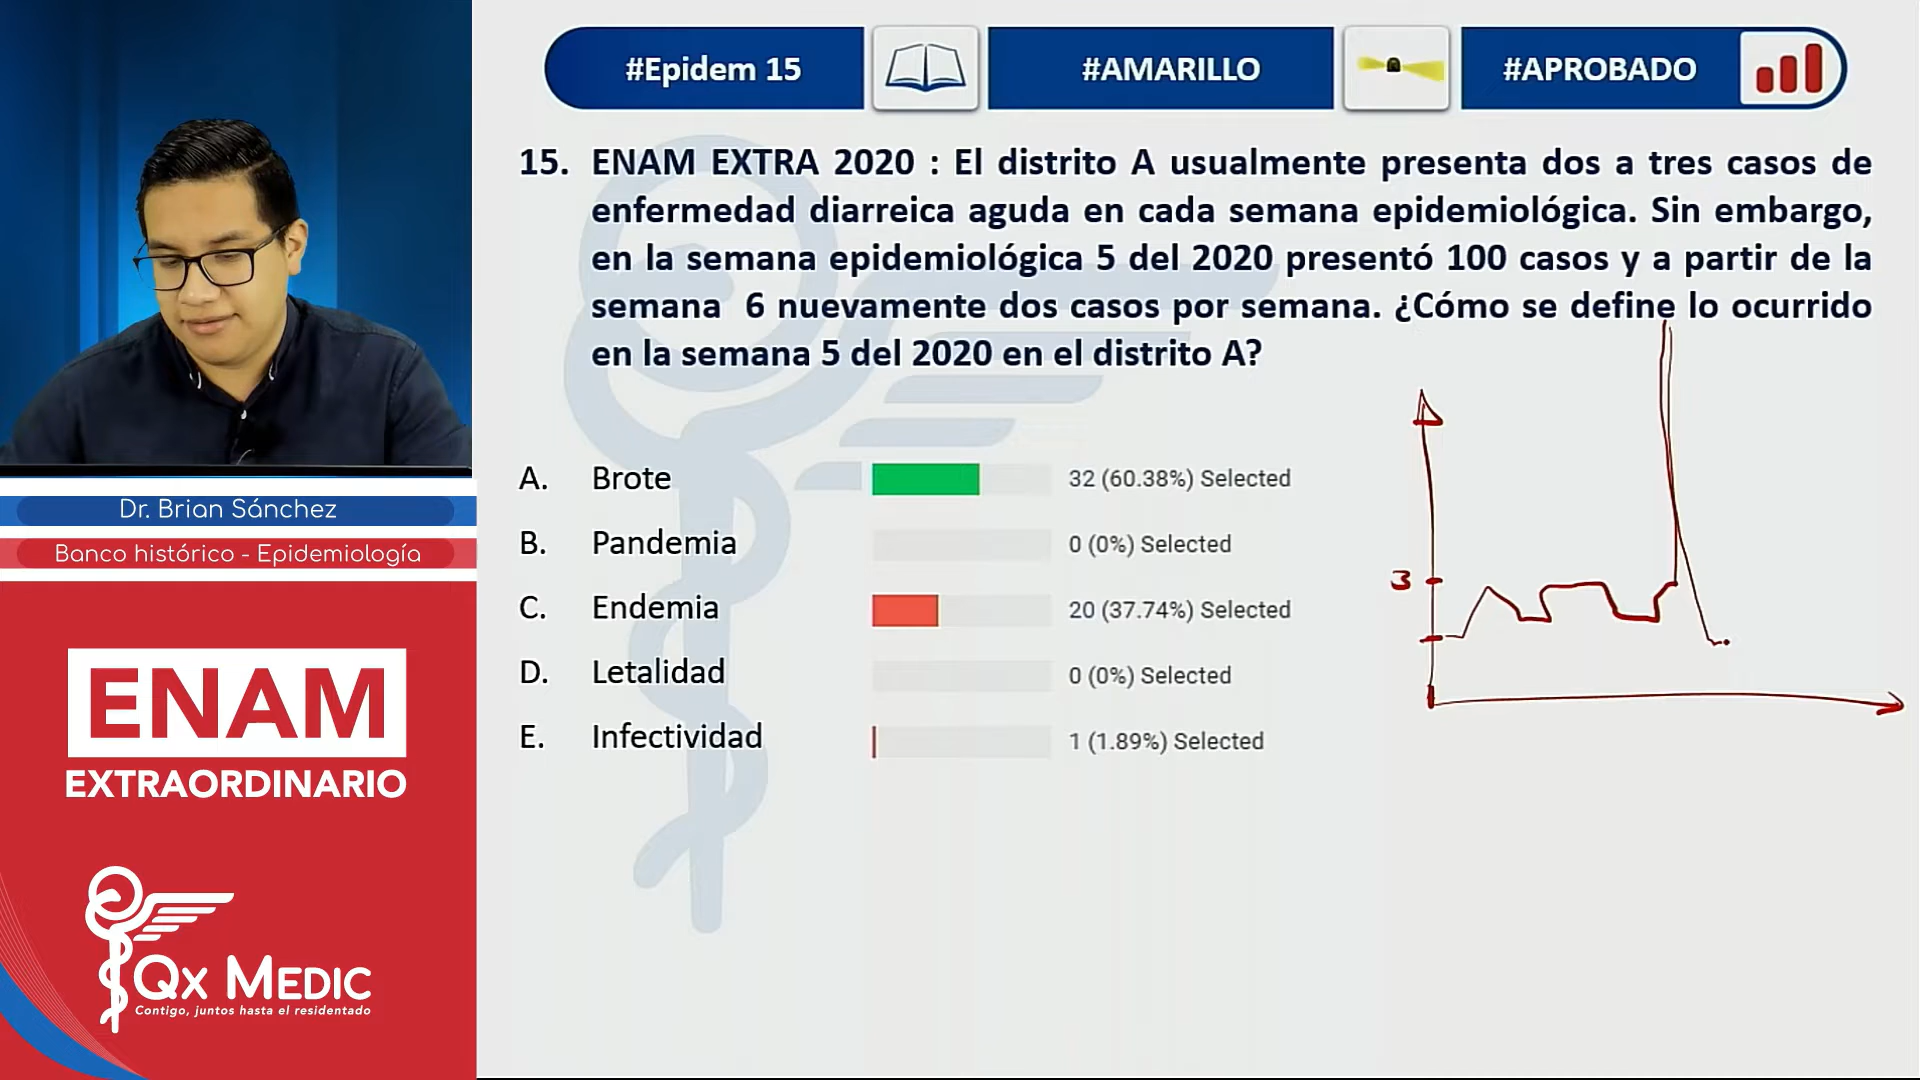 #Epidem 15
#AMARILLO
#APROBADO
15. ENAM EXTRA 2020 : El distrito A usualmente presenta dos a tres casos de
enfermedad diarreica aguda en cada semana epidemiológica. Sin embargo,
en la semana epidemiológica 5 del 2020 presentó 100 casos y a partir de la
semana 6 nuevamente dos casos por semana. ¿Cómo se define lo ocurrido
en la semana 5 del 2020 en el distrito A?
A. Brote 32 (60.38%) Selected
B. Pandemia 0 (0%) Selected
C. Endemia 20 (37.74%) Selected
D. Letalidad 0 (0%) Selected
E. Infectividad 1 (1.89%) Selected
3
Dr. Brian Sánchez
Banco histórico - Epidemiología
ENAM
EXTRAORDINARIO
Qx MEDIC
Contigo, juntos hasta el residentado